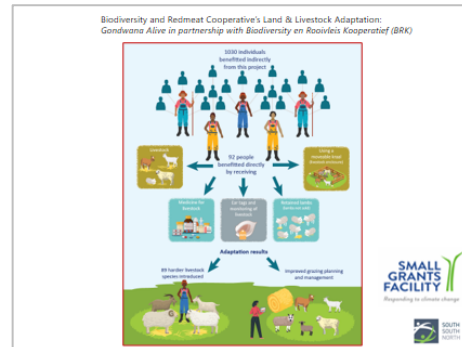 Biodiversity and Redmeat Cooperative's Land & Livestock Adaptation:
Gondwana Alive in partnership with Biodiversity en Rooivleis Kooperatief (BRK)
1030 individuals
benefitted indirectly
from this project
Livestock
92 people
benefitted directly
by receiving
Using a
moveable kraal
Medicine for
livestock
Ear tags and
monitoring of
livestock
Adaptation results
89 hardier livestock
species introduced
Improved grazing planning
and management
SMALL
GRANTS
FACILITY
Responding to climate change
SOUTH
SOUTH
NORTH